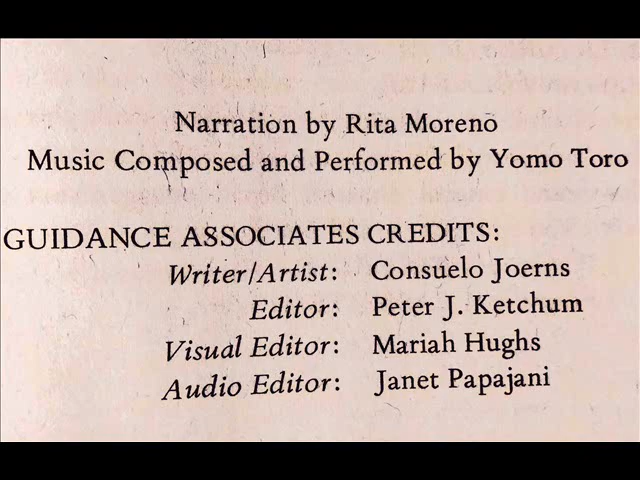 Narration by Rita Moreno
Music Composed and Performed by Yomo Toro
GUIDANCE ASSOCIATES CREDITS:
Writer/Artist: Consuelo Joerns
Editor: Peter J. Ketchum
Visual Editor: Mariah Hughs
Audio Editor: Janet Papajani